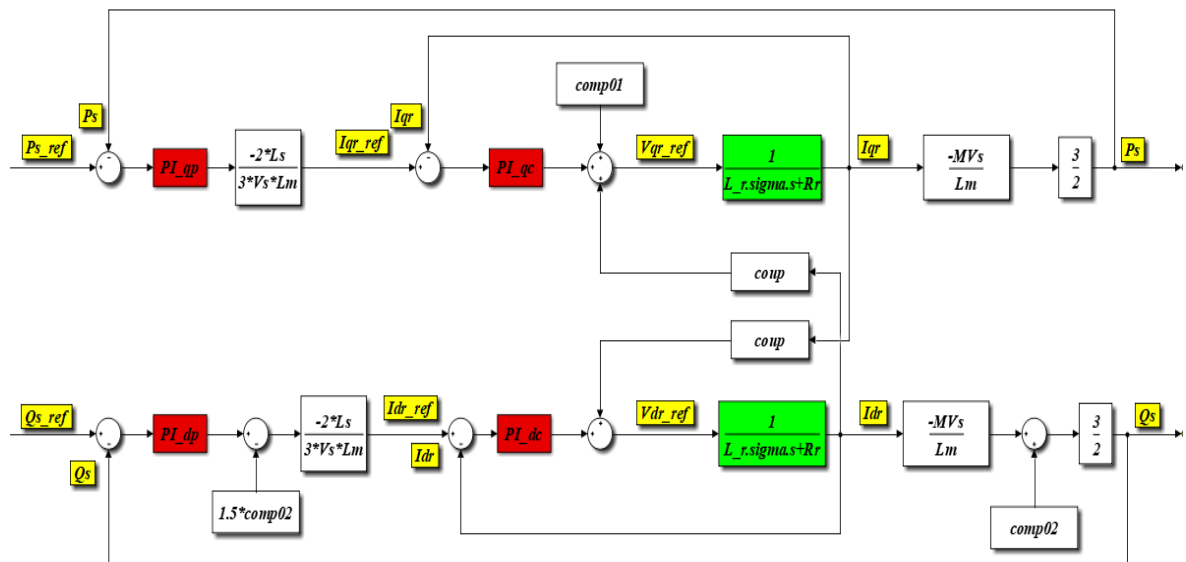 comp01
Ps
Iqr
Ps_ref
Iqr_ref
Vqr_ref
Iqr
Ps
PI_qp
-2*Ls
3*Vs*Lm
PI_qc
1
L_r.sigma.s+Rr
-MVs
Lm
3
2
coup
coup
Qs_ref
Idr_ref
Vdr_ref
Idr
Qs
PI_dp
-2*Ls
3*Vs*Lm
PI_dc
1
L_r.sigma.s+Rr
-MVs
Lm
3
2
Qs
Idr
1.5*comp02
comp02